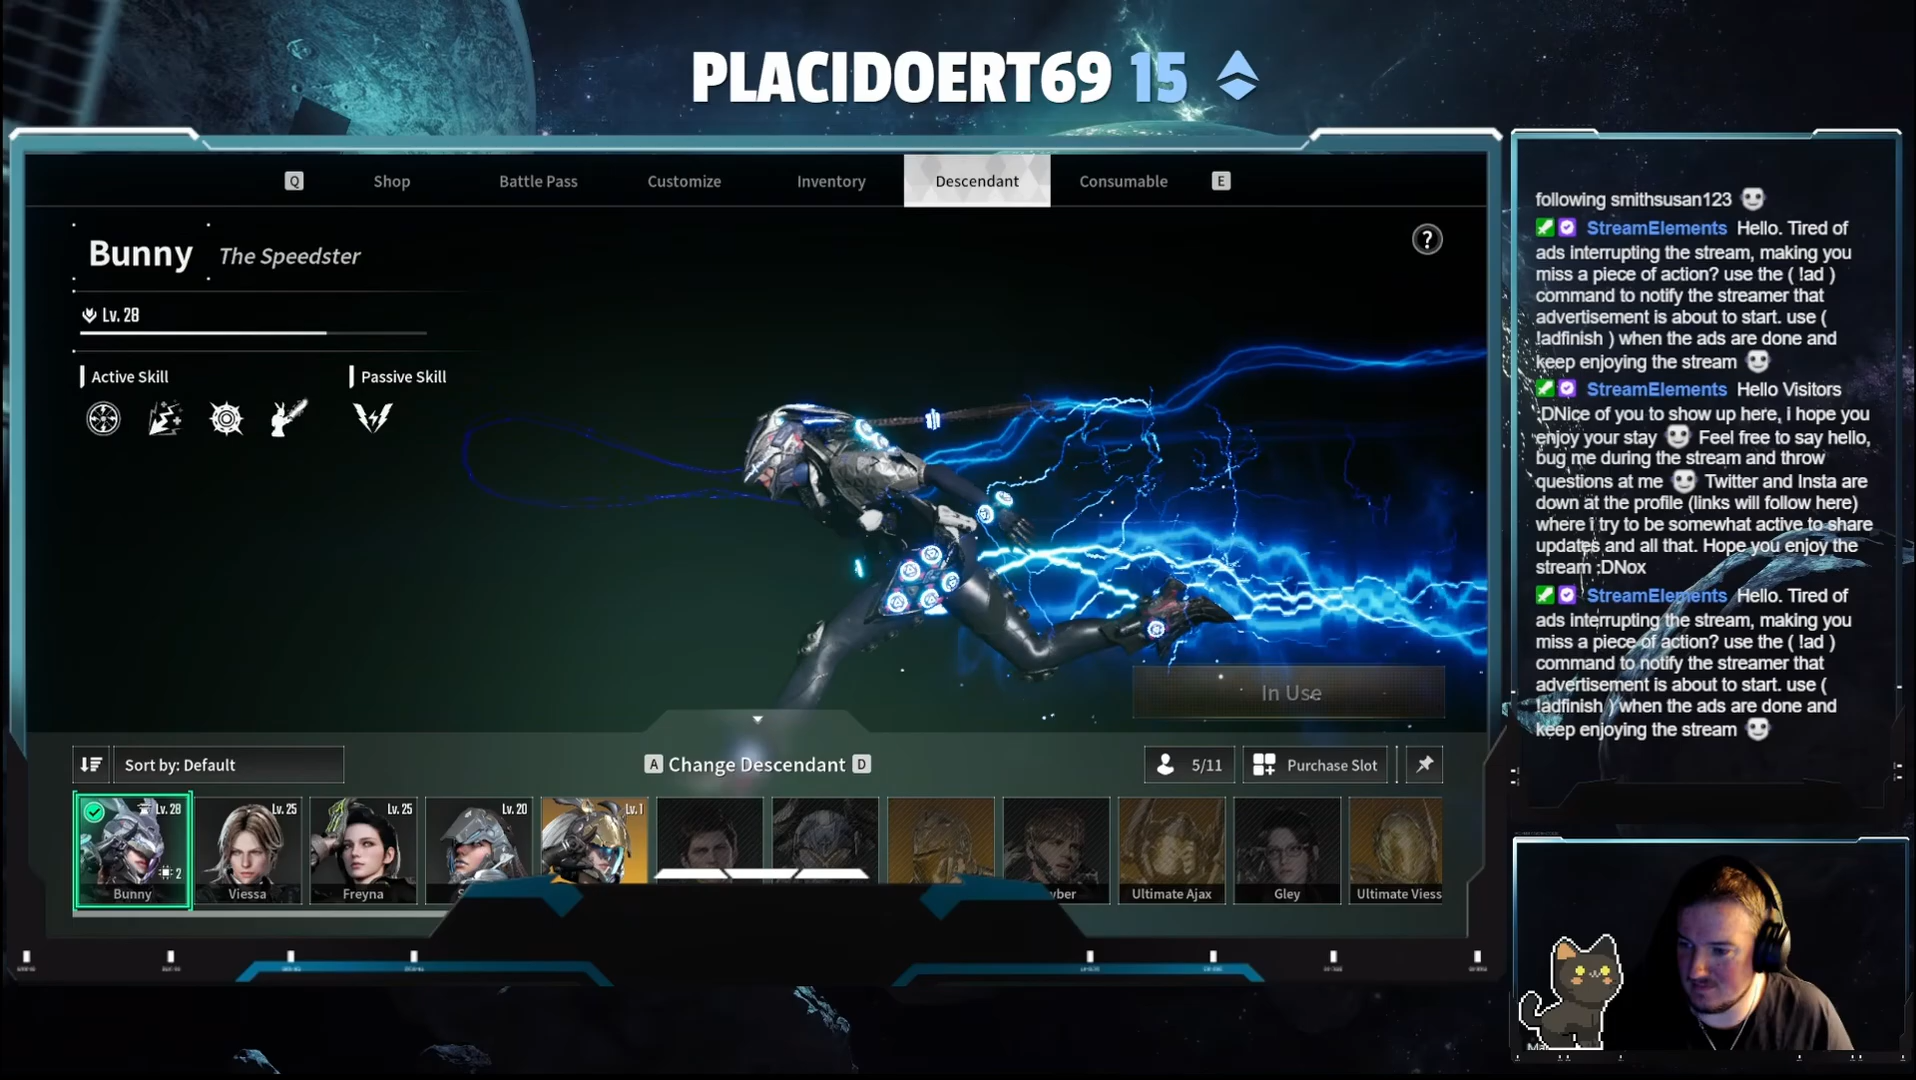 PLACIDOERT69 15
Q Shop Battle Pass Customize Inventory Descendant Consumable E
Bunny The Speedster
?
Lv. 28
Active Skill Passive Skill
In Use
Sort by: Default
A Change Descendant D
5/11 Purchase Slot
Lv. 28 Lv. 25 Lv. 25 Lv. 20 Lv. 1
2
Bunny Viessa Freyna Ultimate Ajax Gley Ultimate Viess
following smithsusan123
StreamElements Hello. Tired of
ads interrupting the stream, making you
miss a piece of action? use the ( !ad )
command to notify the streamer that
advertisement is about to start. use (
!adfinish ) when the ads are done and
keep enjoying the stream
StreamElements Hello Visitors
:DNice of you to show up here, i hope you
enjoy your stay Feel free to say hello,
bug me during the stream and throw
questions at me Twitter and Insta are
down at the profile (links will follow here)
where i try to be somewhat active to share
updates and all that. Hope you enjoy the
stream ;DNox
StreamElements Hello. Tired of
ads interrupting the stream, making you
miss a piece of action? use the ( !ad )
command to notify the streamer that
advertisement is about to start. use (
!adfinish ) when the ads are done and
keep enjoying the stream